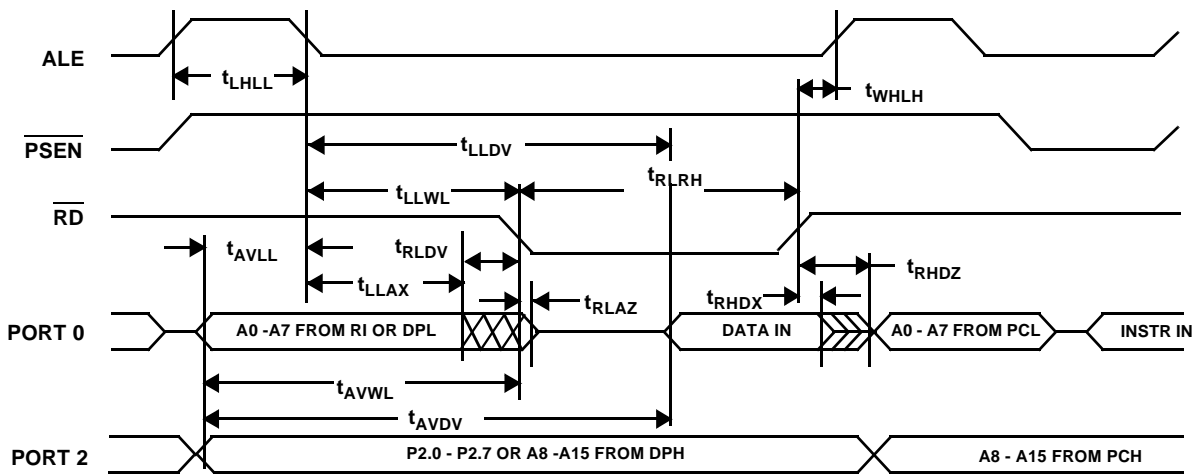 ALE
tLHLL
tWHLH
PSEN
tLLDV
tLLWL
tRLRH
RD
tAVLL
tRLDV
tRHDZ
tLLAX
tRLAZ
tRHDX
PORT 0
A0 -A7 FROM RI OR DPL
DATA IN
A0 - A7 FROM PCL
INSTR IN
tAVWL
tAVDV
PORT 2
P2.0 - P2.7 OR A8 -A15 FROM DPH
A8 - A15 FROM PCH